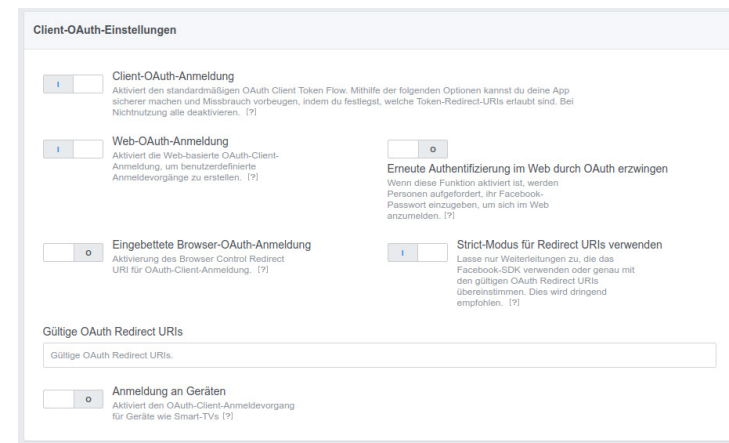 Client-OAuth-Einstellungen
I
Client-OAuth-Anmeldung
Aktiviert den standardmäßigen OAuth Client Token Flow. Mithilfe der folgenden Optionen kannst du deine App
sicherer machen und Missbrauch vorbeugen, indem du festlegst, welche Token-Redirect-URIs erlaubt sind. Bei
Nichtnutzung alle deaktivieren. [?]
I
Web-OAuth-Anmeldung
Aktiviert die Web-basierte OAuth-Client-
Anmeldung, um benutzerdefinierte
Anmeldevorgänge zu erstellen. [?]
O
Erneute Authentifizierung im Web durch OAuth erzwingen
Wenn diese Funktion aktiviert ist, werden
Personen aufgefordert, ihr Facebook-
Passwort einzugeben, um sich im Web
anzumelden. [?]
O
Eingebettete Browser-OAuth-Anmeldung
Aktivierung des Browser Control Redirect
URI für OAuth-Client-Anmeldung. [?]
I
Strict-Modus für Redirect URIs verwenden
Lasse nur Weiterleitungen zu, die das
Facebook-SDK verwenden oder genau mit
den gültigen OAuth Redirect URIs
übereinstimmen. Dies wird dringend
empfohlen. [?]
Gültige OAuth Redirect URIs
Gültige OAuth Redirect URIs.
O
Anmeldung an Geräten
Aktiviert den OAuth-Client-Anmeldevorgang
für Geräte wie Smart-TVs [?]